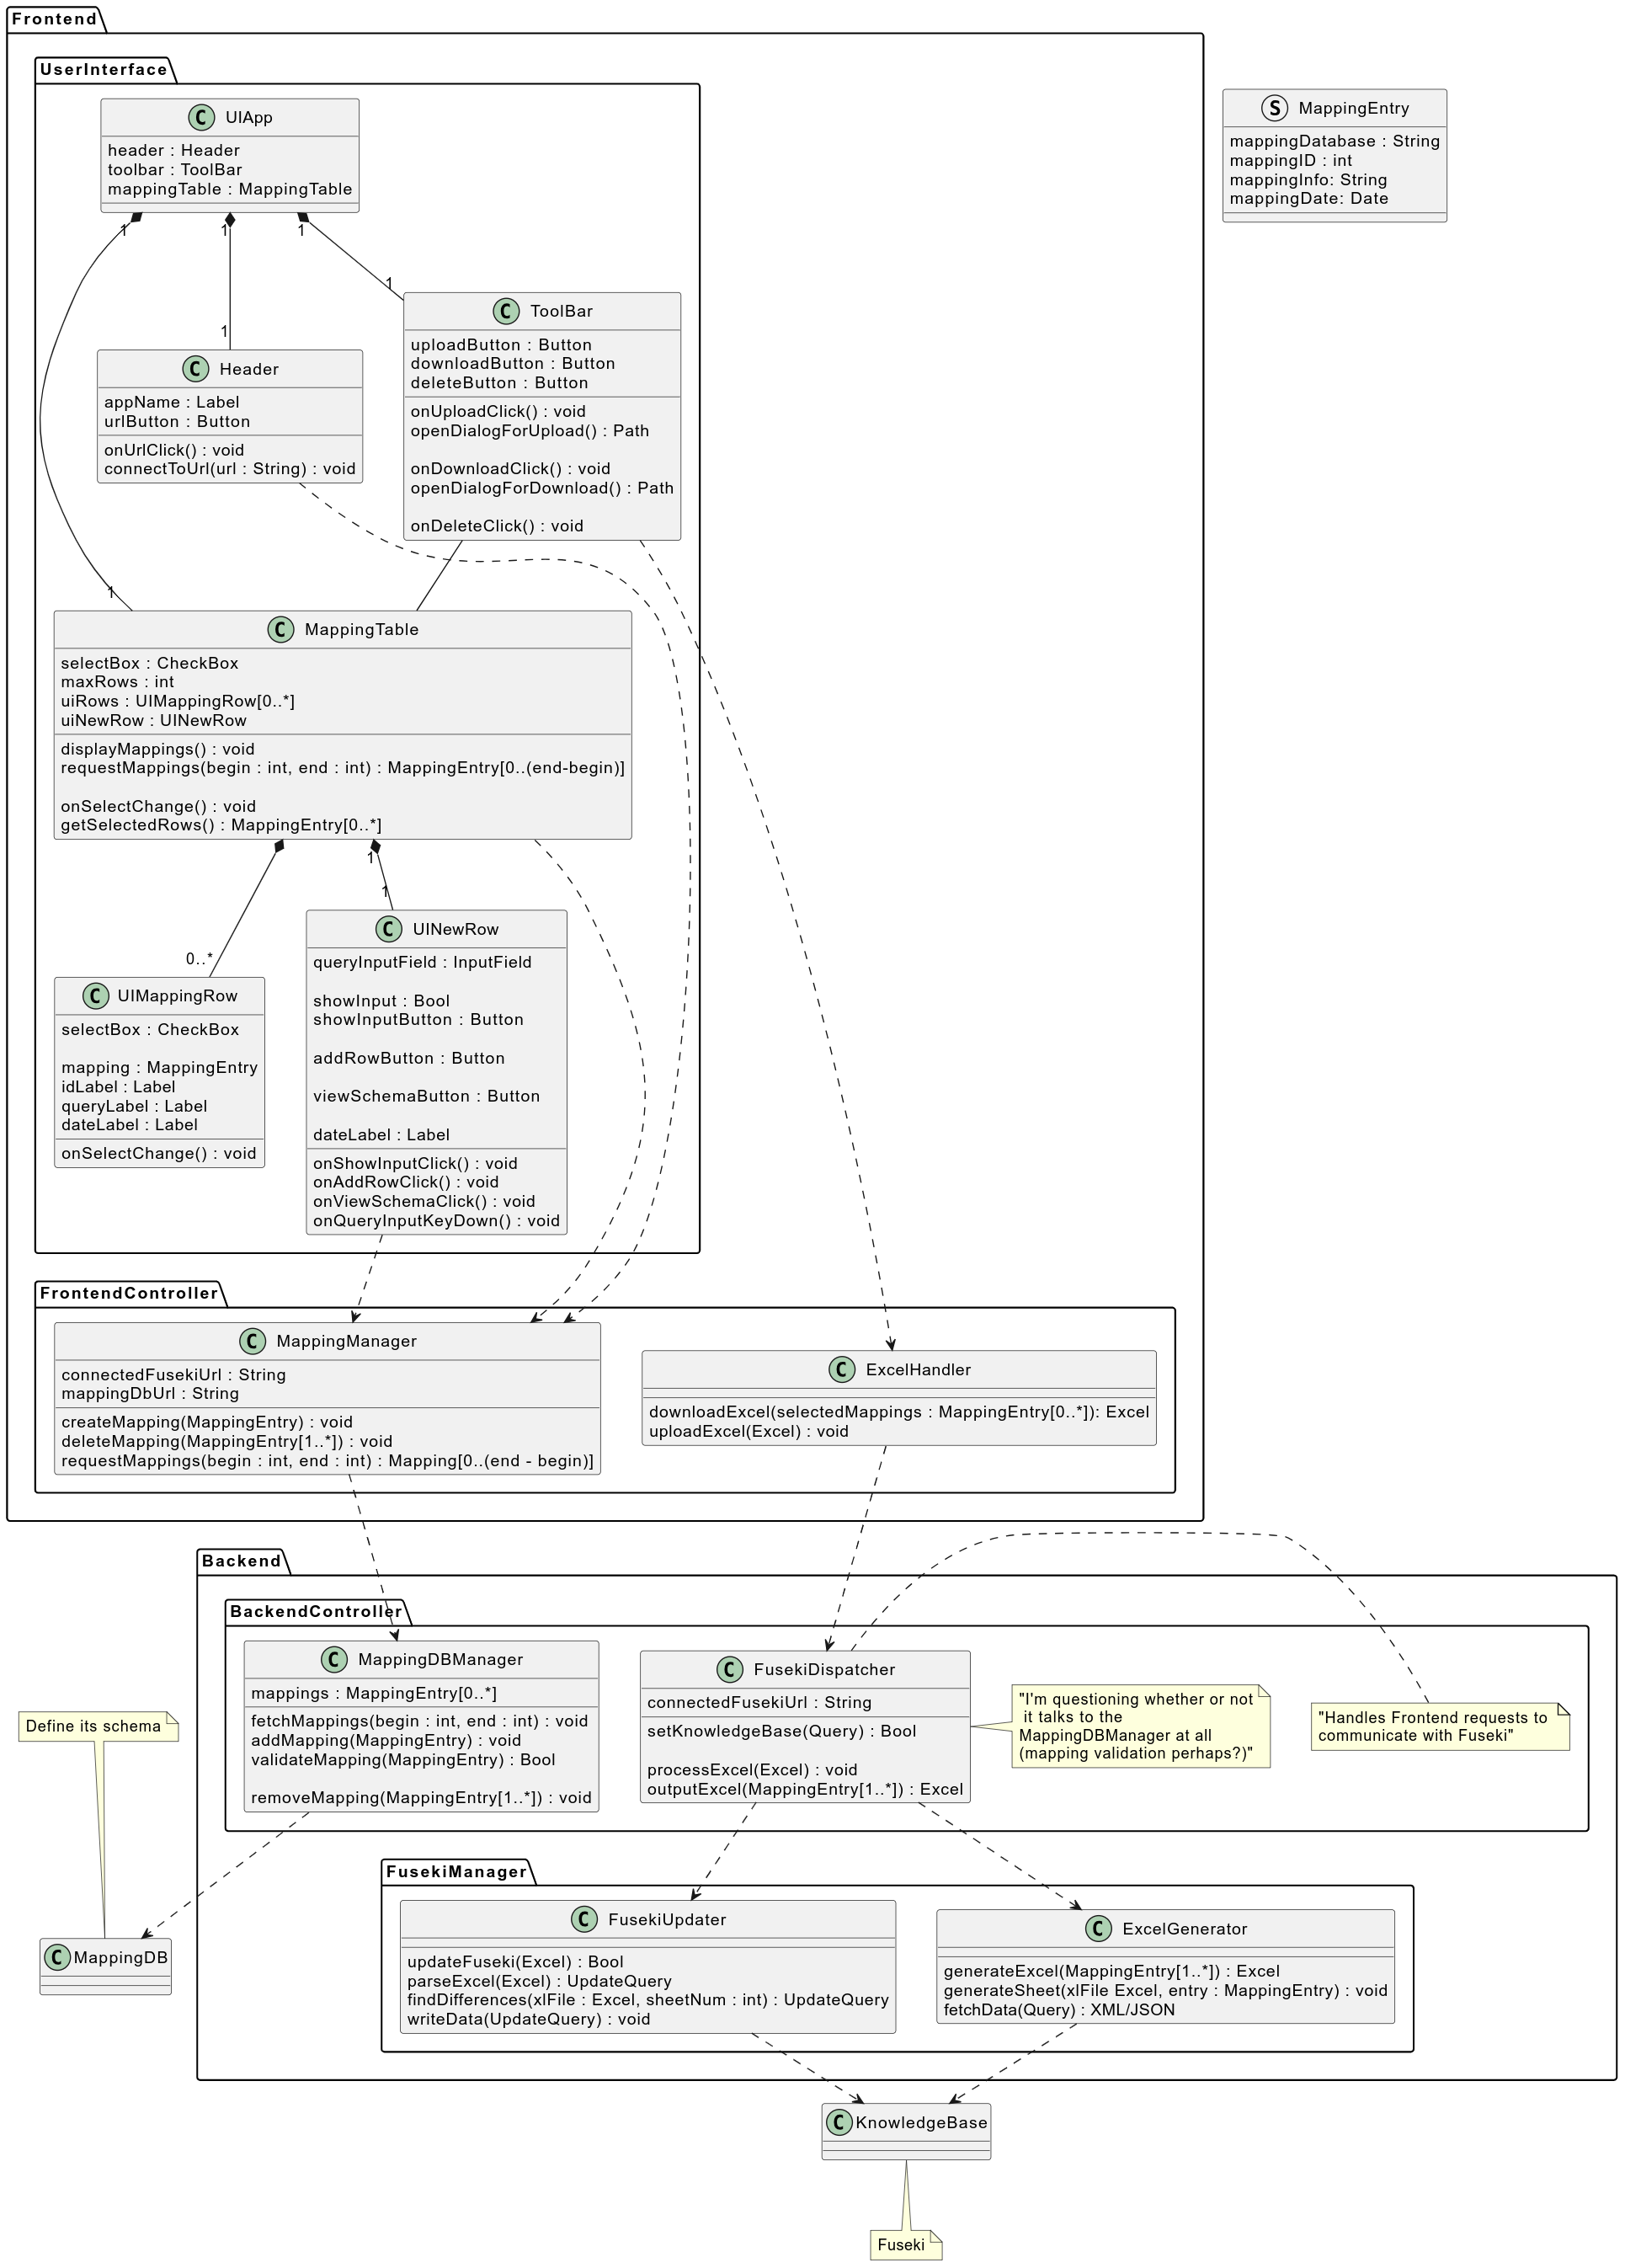 Frontend
UserInterface
C UIApp
header : Header
toolbar : ToolBar
mappingTable : MappingTable
S MappingEntry
mappingDatabase : String
mappingID : int
mappingInfo: String
mappingDate: Date
1
1
1
1
1
1
C Header
appName : Label
urlButton : Button
onUrlClick() : void
connectToUrl(url : String) : void
C ToolBar
uploadButton : Button
downloadButton : Button
deleteButton : Button
onUploadClick() : void
openDialogForUpload() : Path
onDownloadClick() : void
openDialogForDownload() : Path
onDeleteClick() : void
C MappingTable
selectBox : CheckBox
maxRows : int
uiRows : UIMappingRow[0..*]
uiNewRow : UINewRow
displayMappings() : void
requestMappings(begin : int, end : int) : MappingEntry[0..(end-begin)]
onSelectChange() : void
getSelectedRows() : MappingEntry[0..*]
1
1
0..*
C UIMappingRow
selectBox : CheckBox
mapping : MappingEntry
idLabel : Label
queryLabel : Label
dateLabel : Label
onSelectChange() : void
C UINewRow
queryInputField : InputField
showInput : Bool
showInputButton : Button
addRowButton : Button
viewSchemaButton : Button
dateLabel : Label
onShowInputClick() : void
onAddRowClick() : void
onViewSchemaClick() : void
onQueryInputKeyDown() : void
FrontendController
C MappingManager
connectedFusekiUrl : String
mappingDbUrl : String
createMapping(MappingEntry) : void
deleteMapping(MappingEntry[1..*]) : void
requestMappings(begin : int, end : int) : Mapping[0..(end - begin)]
C ExcelHandler
downloadExcel(selectedMappings : MappingEntry[0..*]): Excel
uploadExcel(Excel) : void
Backend
BackendController
C MappingDBManager
mappings : MappingEntry[0..*]
fetchMappings(begin : int, end : int) : void
addMapping(MappingEntry) : void
validateMapping(MappingEntry) : Bool
removeMapping(MappingEntry[1..*]) : void
C FusekiDispatcher
connectedFusekiUrl : String
setKnowledgeBase(Query) : Bool
processExcel(Excel) : void
outputExcel(MappingEntry[1..*]) : Excel
"I'm questioning whether or not
it talks to the
MappingDBManager at all
(mapping validation perhaps?)"
"Handles Frontend requests to
communicate with Fuseki"
Define its schema
FusekiManager
C FusekiUpdater
updateFuseki(Excel) : Bool
parseExcel(Excel) : UpdateQuery
findDifferences(xlFile : Excel, sheetNum : int) : UpdateQuery
writeData(UpdateQuery) : void
C ExcelGenerator
generateExcel(MappingEntry[1..*]) : Excel
generateSheet(xlFile Excel, entry : MappingEntry) : void
fetchData(Query) : XML/JSON
C MappingDB
C KnowledgeBase
Fuseki